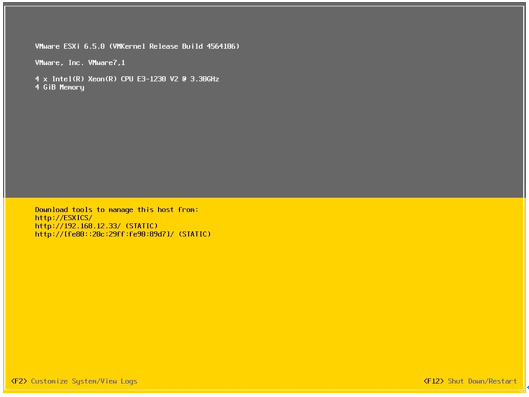 VMware ESXi 6.5.0 (VMKernel Release Build 4564106)
VMware, Inc. VMware7,1
4 x Intel(R) Xeon(R) CPU E3-1230 V2 @ 3.30GHz
4 GiB Memory
Download tools to manage this host from:
http://ESXICS/
http://192.168.12.33/ (STATIC)
http://[fe80::20c:29ff:fe90:89d7]/ (STATIC)
<F2> Customize System/View Logs
<F12> Shut Down/Restart